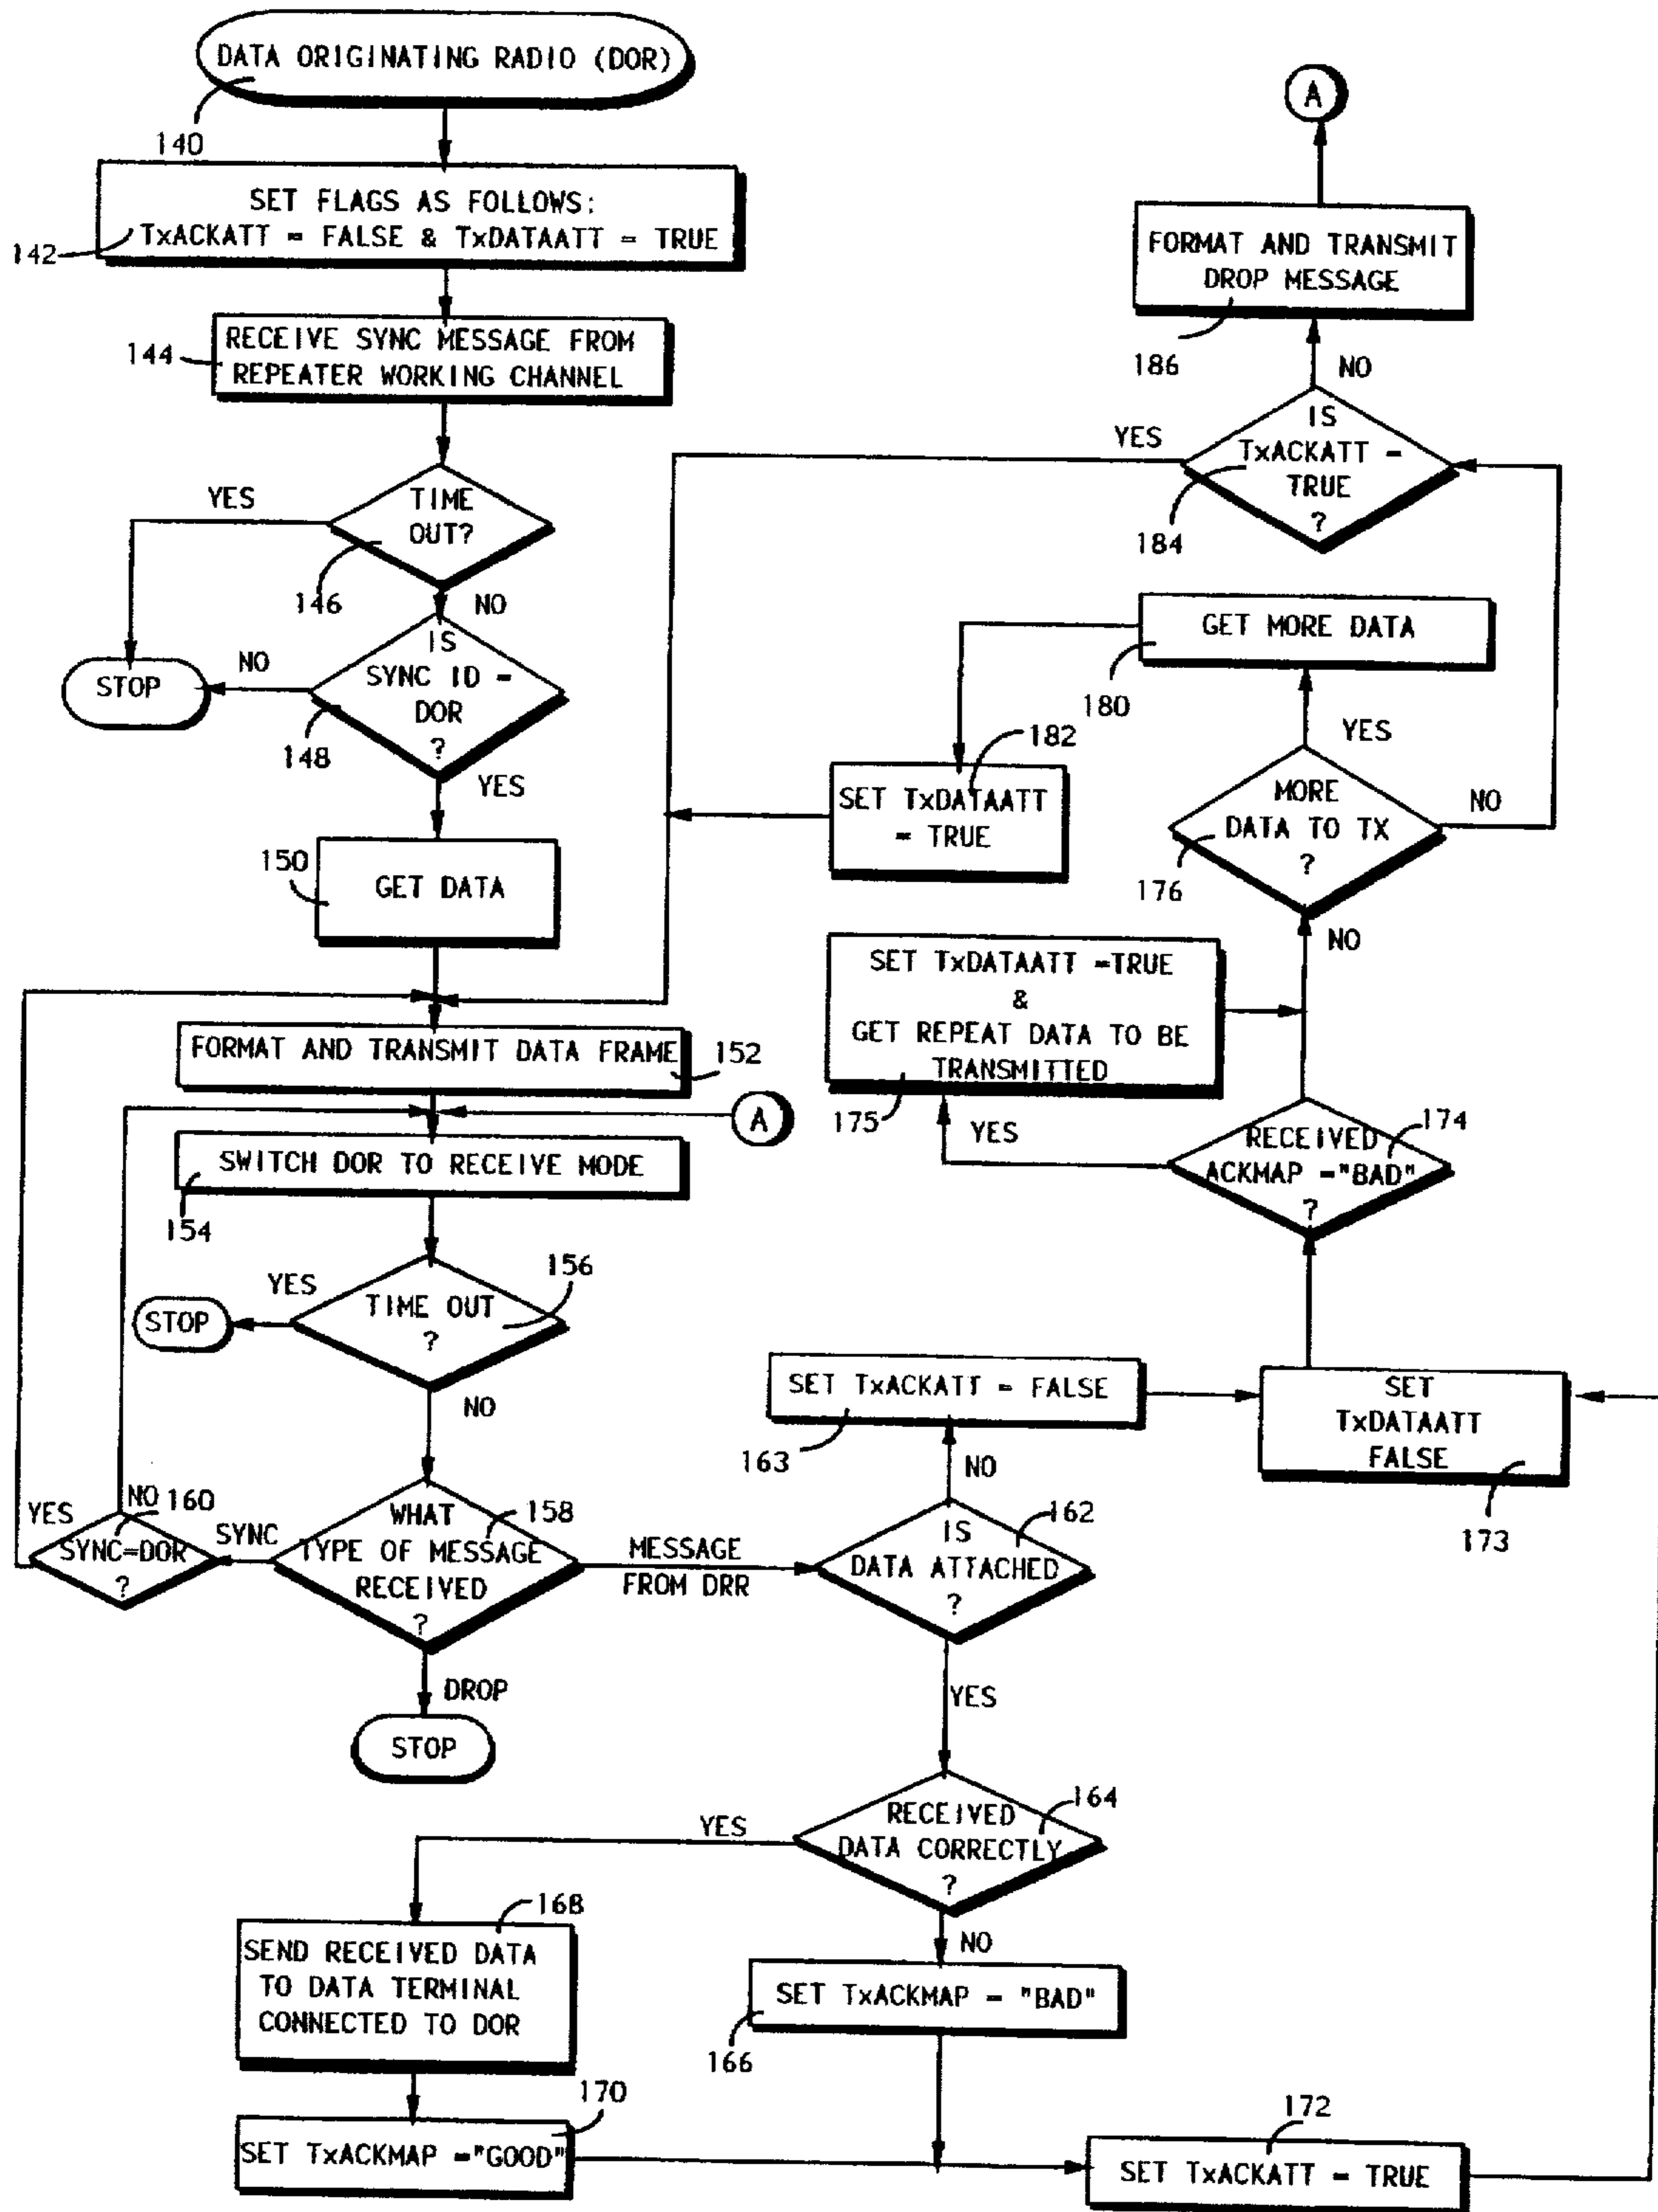 DATA ORIGINATING RADIO (DOR)
140
SET FLAGS AS FOLLOWS:
TxACKATT = FALSE & TxDATAATT = TRUE
142
RECEIVE SYNC MESSAGE FROM
REPEATER WORKING CHANNEL
144
TIME
OUT?
YES
146
NO
IS
SYNC ID =
DOR
?
NO
STOP
148
YES
150
GET DATA
FORMAT AND TRANSMIT DATA FRAME
152
A
SWITCH DOR TO RECEIVE MODE
154
TIME OUT
?
156
YES
STOP
NO
WHAT
TYPE OF MESSAGE
RECEIVED
?
158
SYNC
SYNC=DOR
?
160
NO
YES
DROP
STOP
MESSAGE
FROM DRR
IS
DATA ATTACHED
?
162
NO
SET TxACKATT = FALSE
163
YES
RECEIVED
DATA CORRECTLY
?
164
YES
NO
SET TxACKMAP = "BAD"
166
168
SEND RECEIVED DATA
TO DATA TERMINAL
CONNECTED TO DOR
170
SET TxACKMAP ="GOOD"
172
SET TxACKATT = TRUE
SET
TxDATAATT
FALSE
173
RECEIVED
ACKMAP ="BAD"
?
174
YES
SET TxDATAATT =TRUE
&
GET REPEAT DATA TO BE
TRANSMITTED
175
NO
MORE
DATA TO TX
?
176
NO
YES
GET MORE DATA
180
182
SET TxDATAATT
= TRUE
IS
TxACKATT =
TRUE
?
184
YES
NO
FORMAT AND TRANSMIT
DROP MESSAGE
186
A